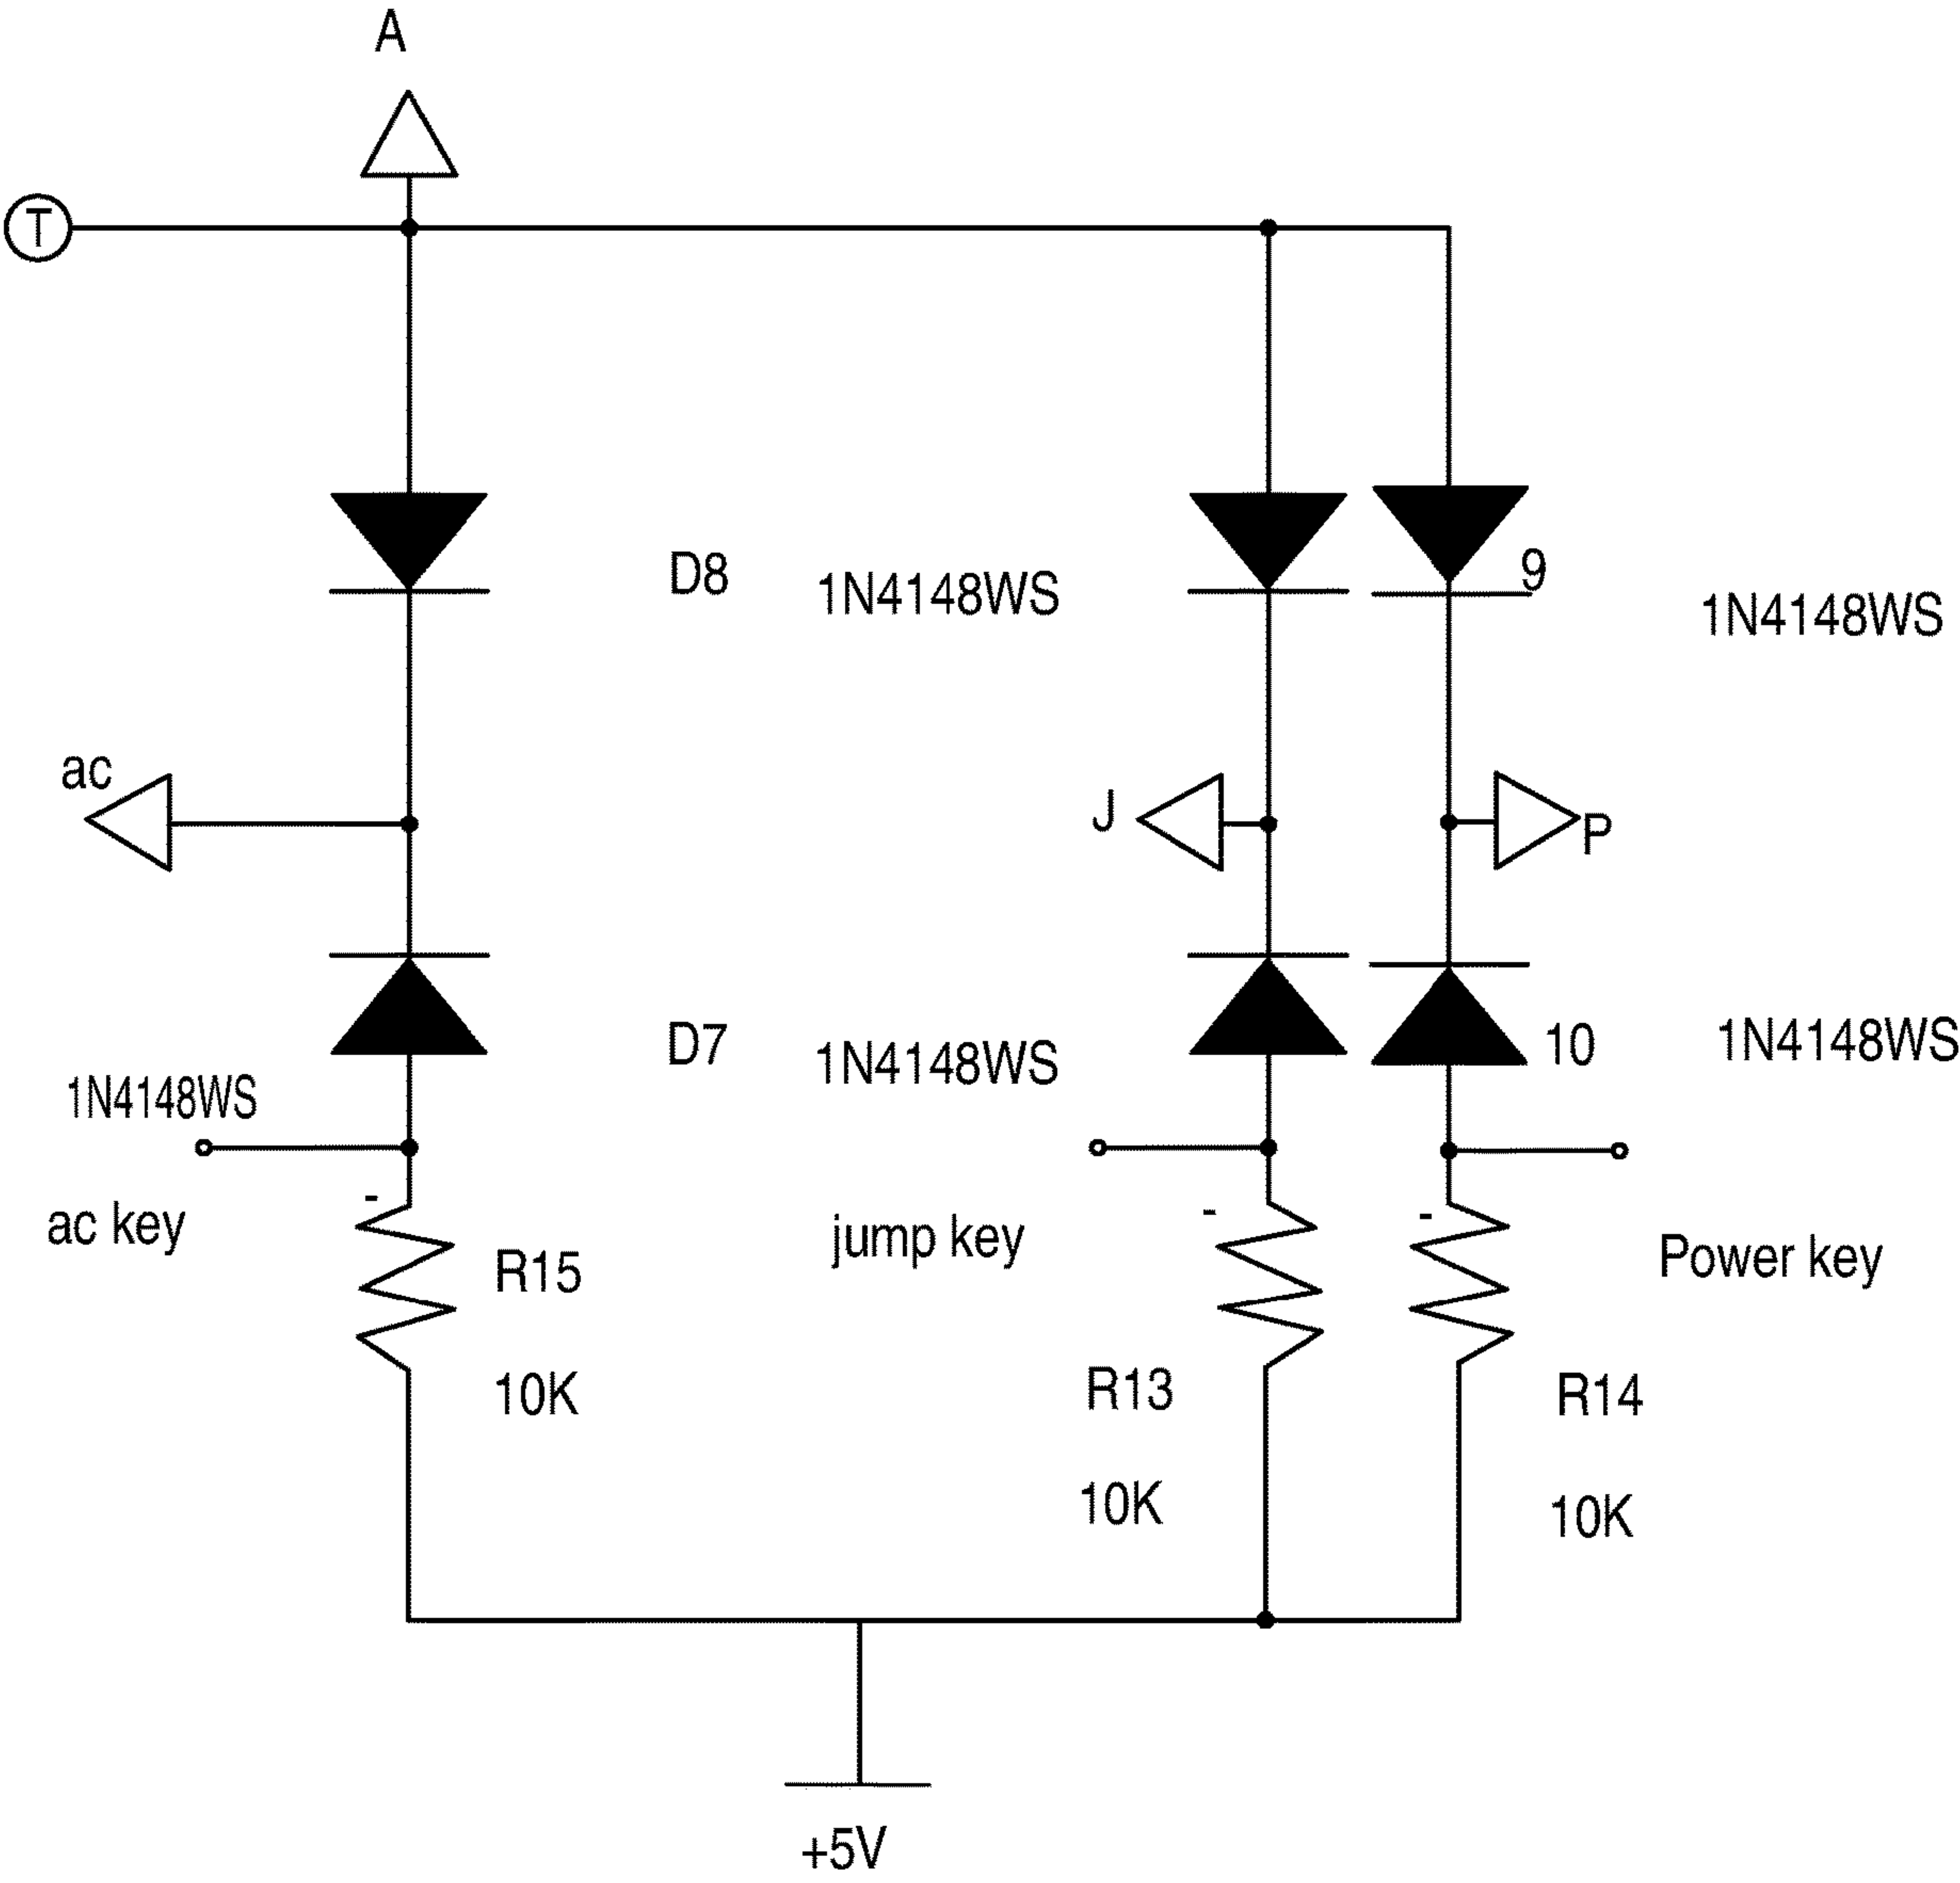 A
T
D8
1N4148WS
9
1N4148WS
ac
J
P
D7
1N4148WS
10
1N4148WS
1N4148WS
ac key
jump key
Power key
R15
10K
R13
10K
R14
10K
+5V